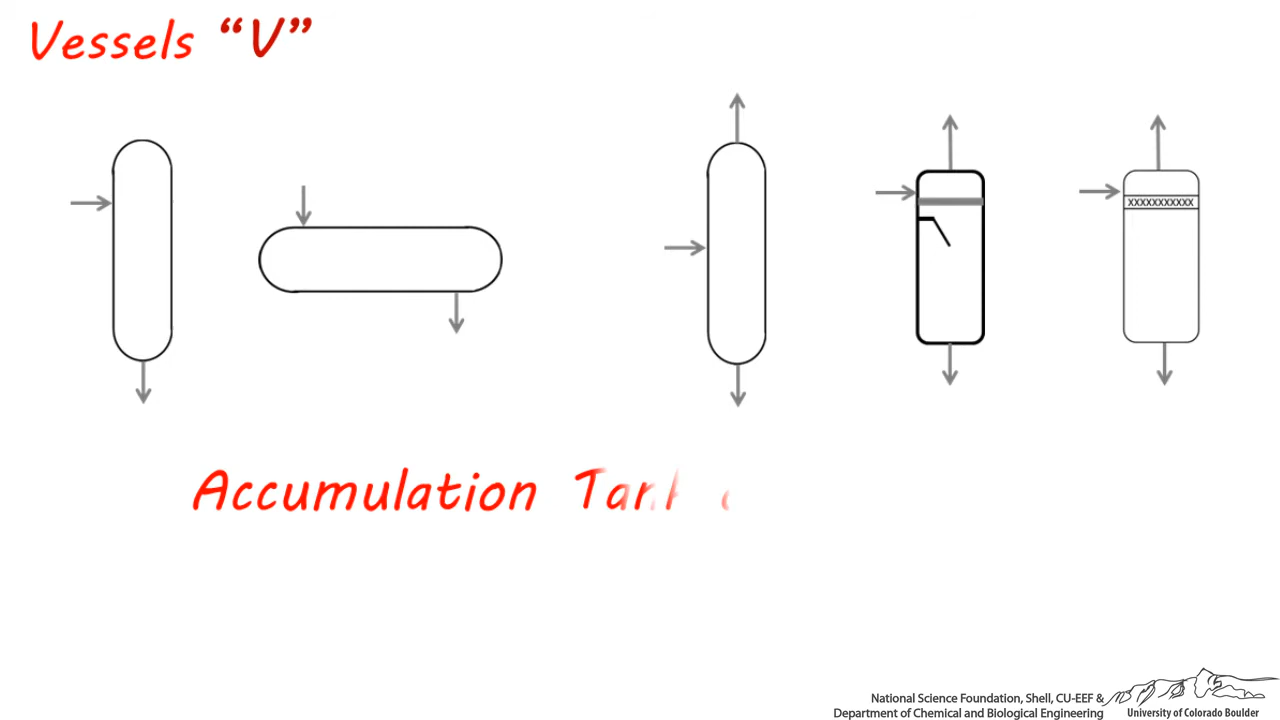 Vessels “V”
XXXXXXXXXXX
Accumulation Tank
National Science Foundation, Shell, CU-EEF &
Department of Chemical and Biological Engineering
University of Colorado Boulder